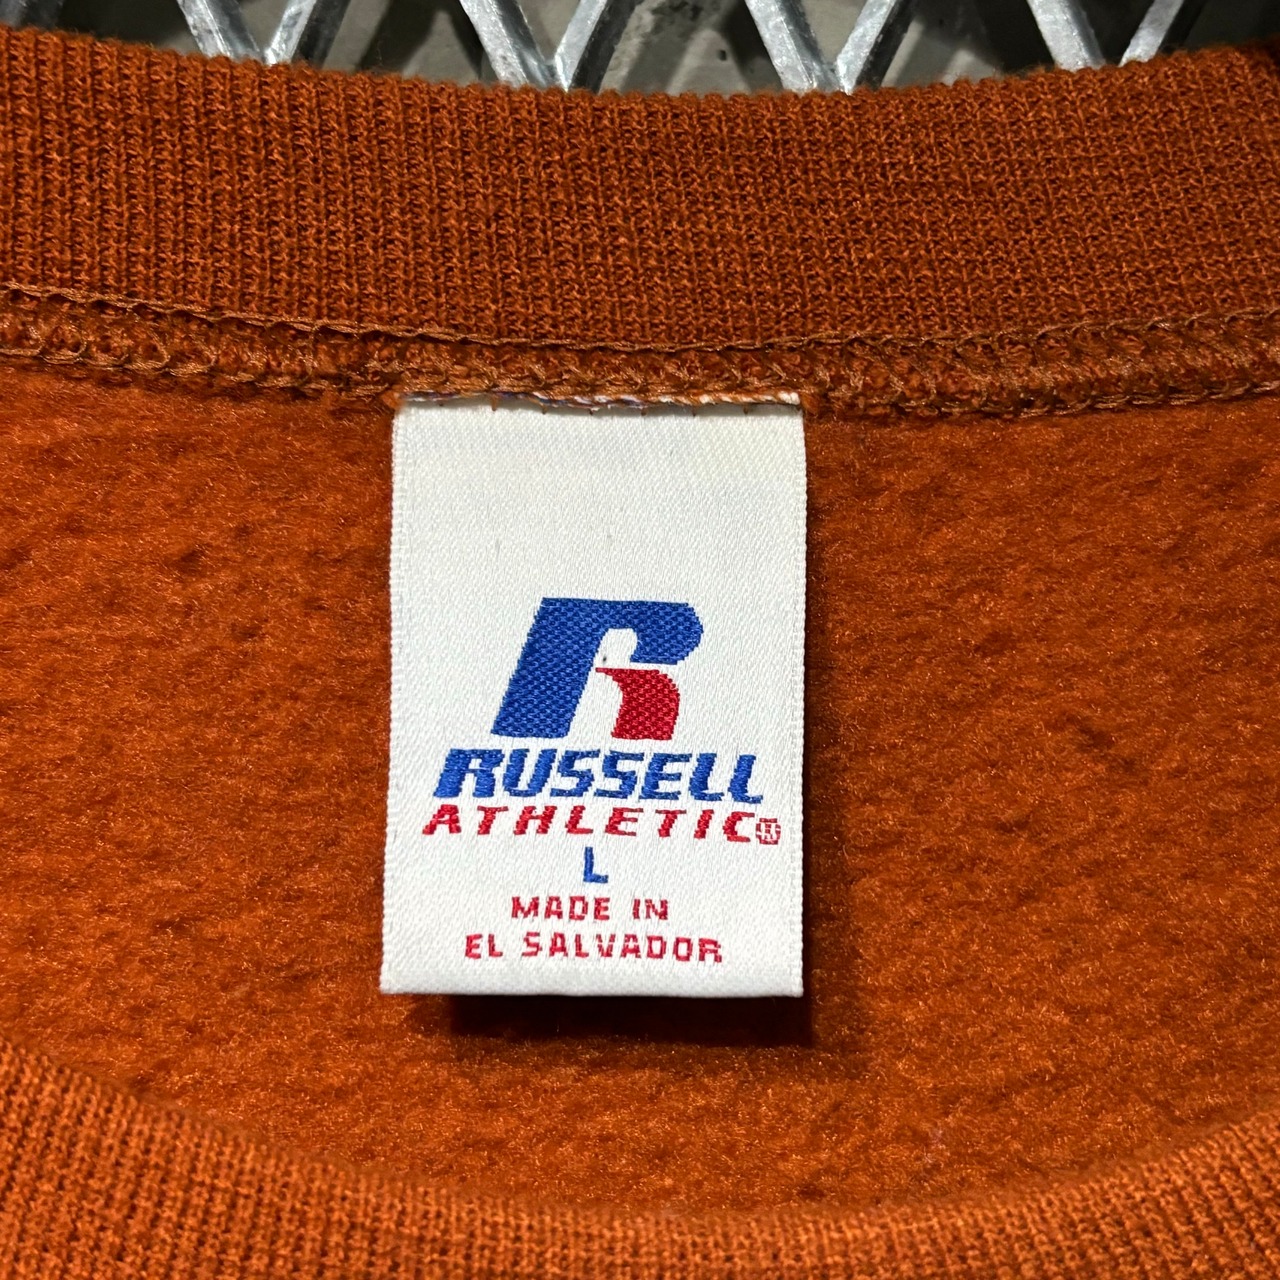 R
RUSSELL
ATHLETIC®
L
MADE IN
EL SALVADOR